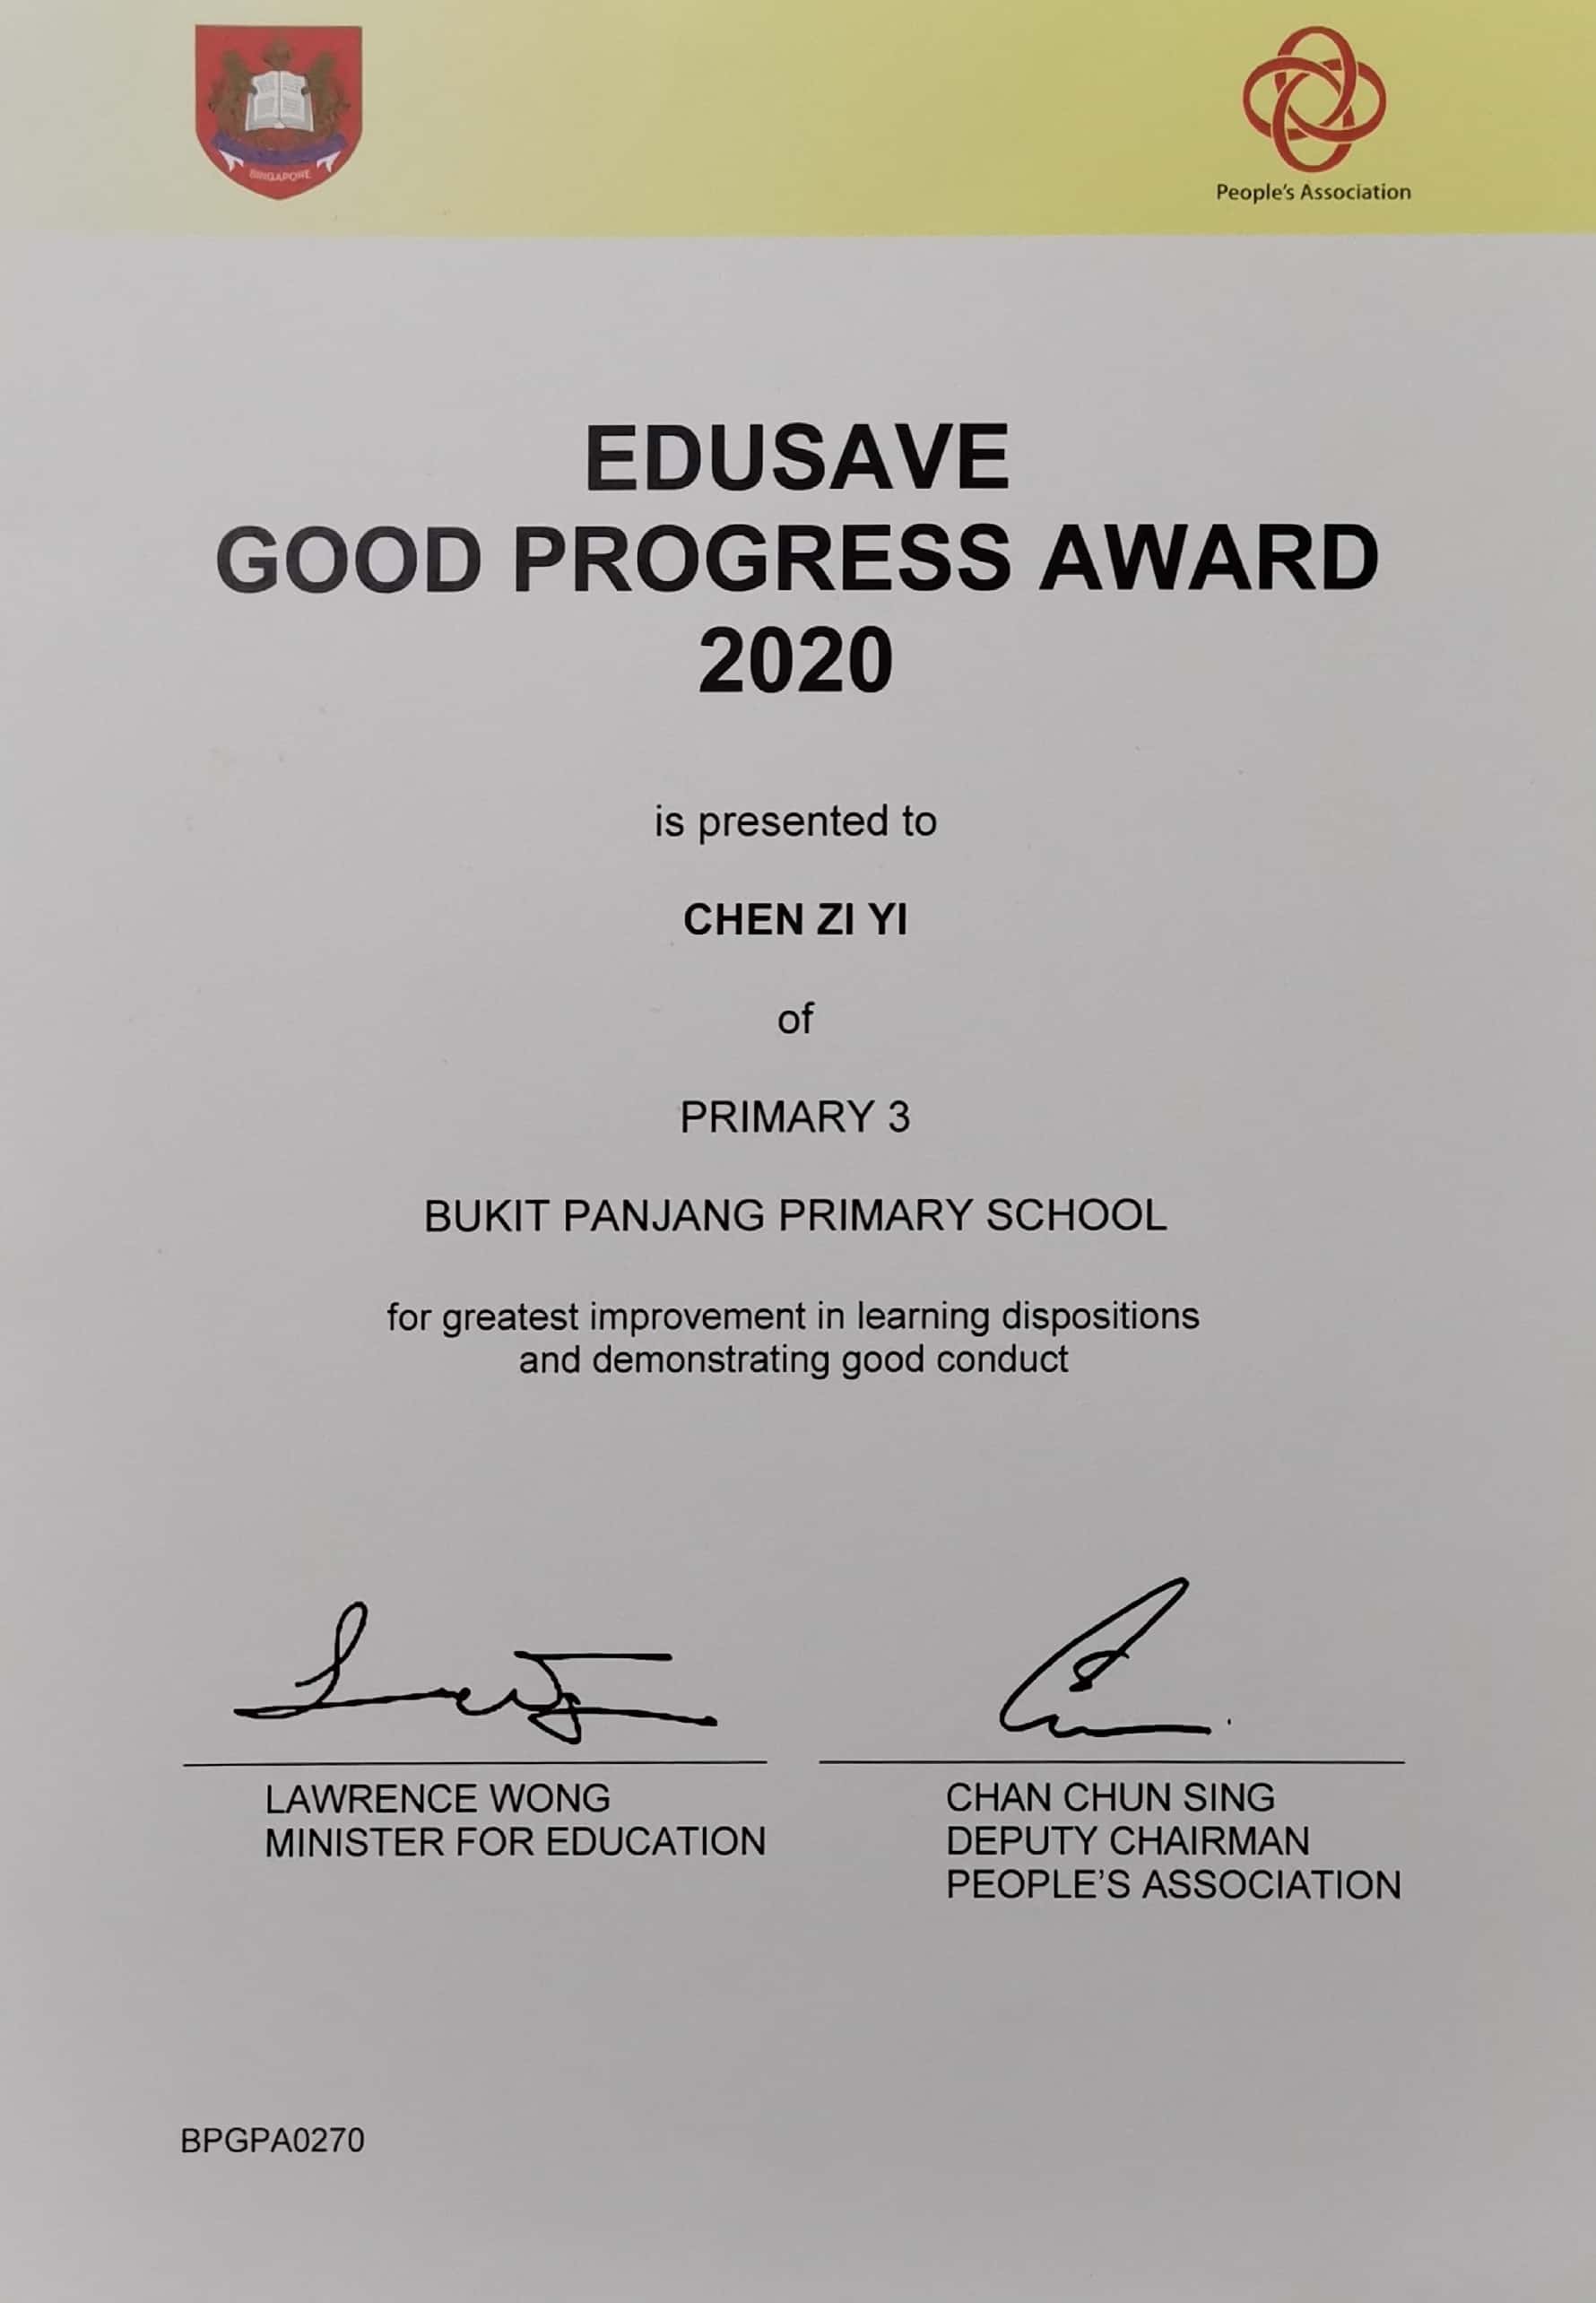 SINGAPORE
People's Association
EDUSAVE
GOOD PROGRESS AWARD
2020
is presented to
CHEN ZI YI
of
PRIMARY 3
BUKIT PANJANG PRIMARY SCHOOL
for greatest improvement in learning dispositions
and demonstrating good conduct
LAWRENCE WONG
MINISTER FOR EDUCATION
CHAN CHUN SING
DEPUTY CHAIRMAN
PEOPLE'S ASSOCIATION
BPGPA0270